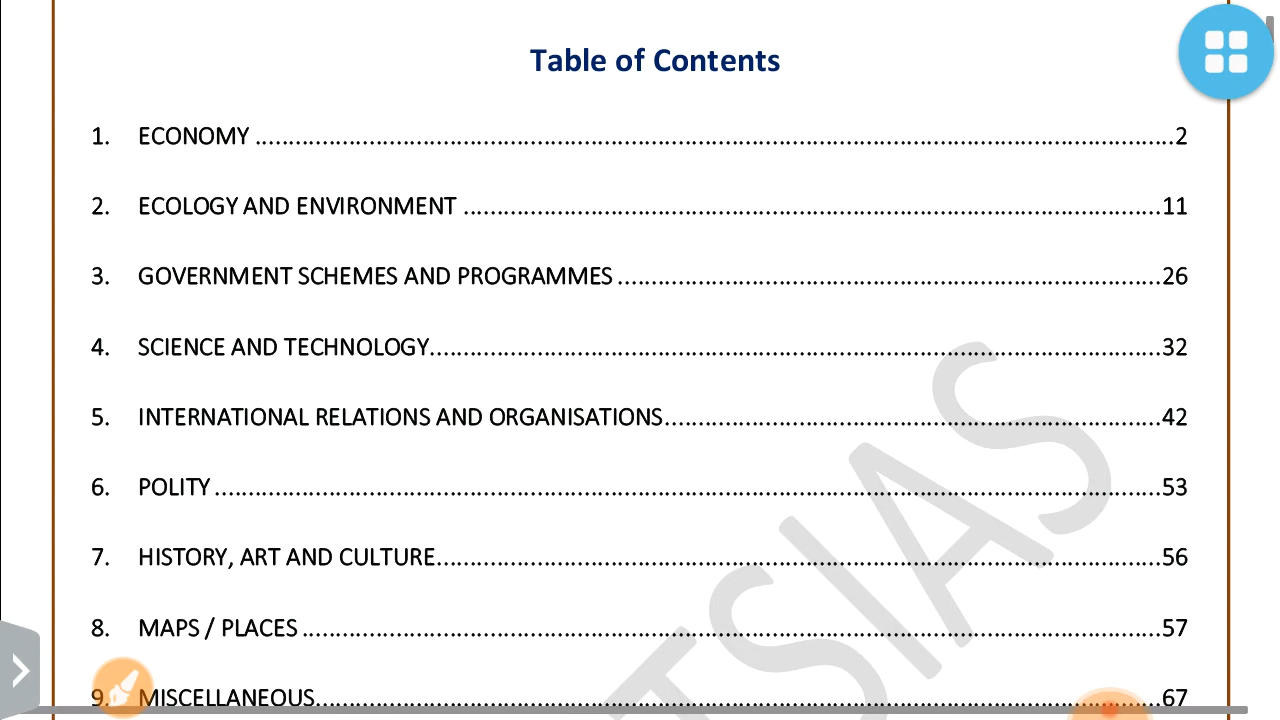 Table of Contents
1. ECONOMY ........................................................................................................................................2
2. ECOLOGY AND ENVIRONMENT .........................................................................................................11
3. GOVERNMENT SCHEMES AND PROGRAMMES .................................................................................26
4. SCIENCE AND TECHNOLOGY..............................................................................................................32
5. INTERNATIONAL RELATIONS AND ORGANISATIONS..........................................................................42
6. POLITY ..............................................................................................................................................53
7. HISTORY, ART AND CULTURE.............................................................................................................56
8. MAPS / PLACES .................................................................................................................................57
9. MISCELLANEOUS...............................................................................................................................67
TSIAS